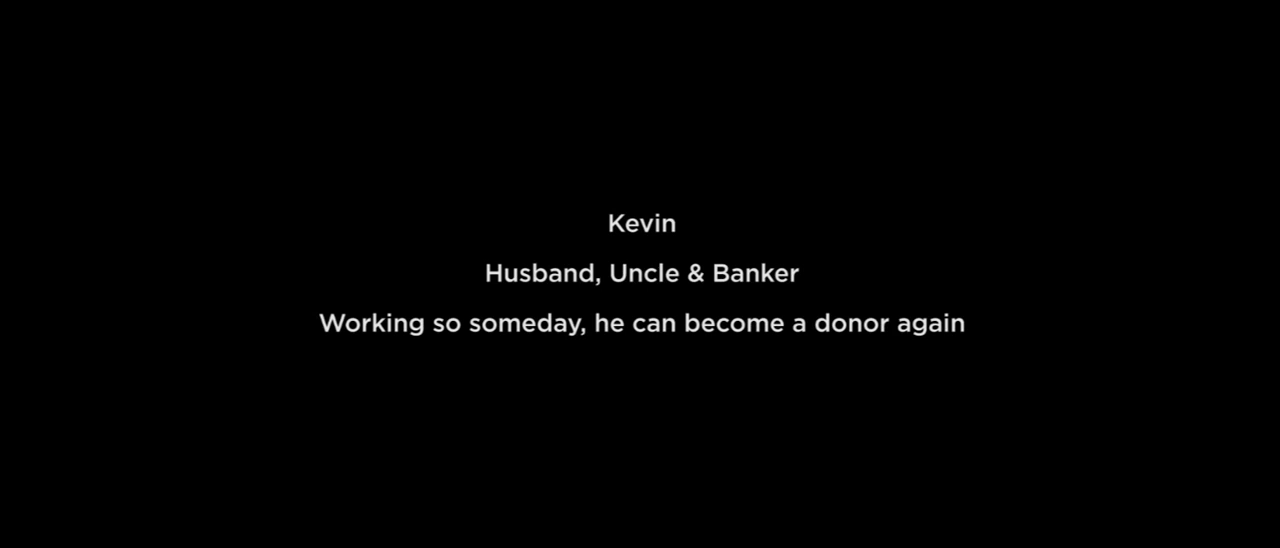 Kevin
Husband, Uncle & Banker
Working so someday, he can become a donor again